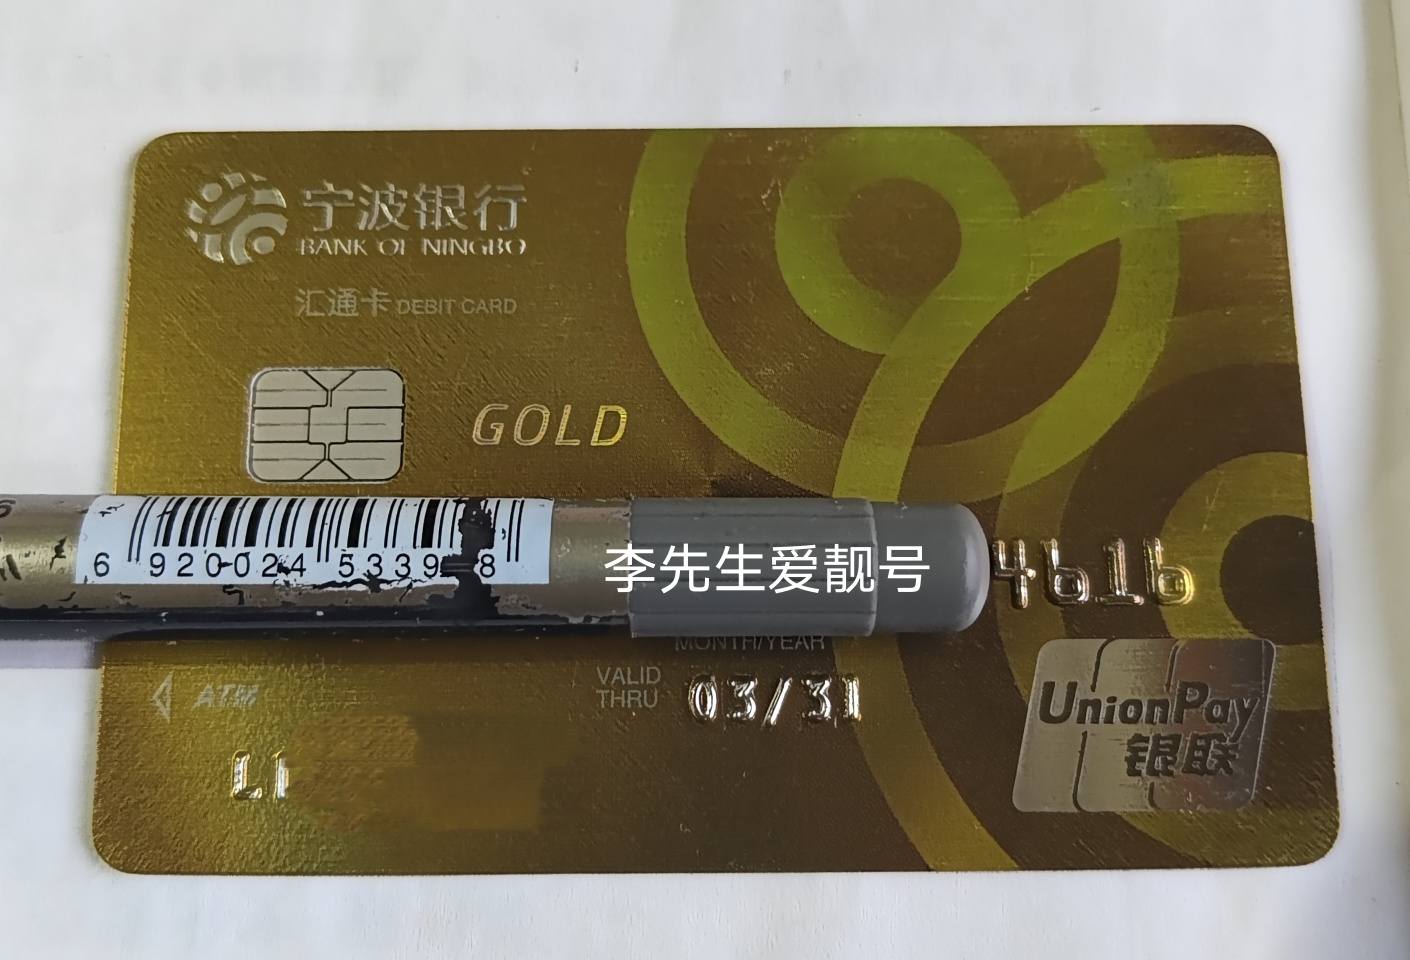 宁波银行
BANK OF NINGBO
汇通卡 DEBIT CARD
GOLD
6 920024 5339 8
李先生爱靓号
4616
MONTH/YEAR
VALID THRU 03/31
ATM
LI
UnionPay
银联